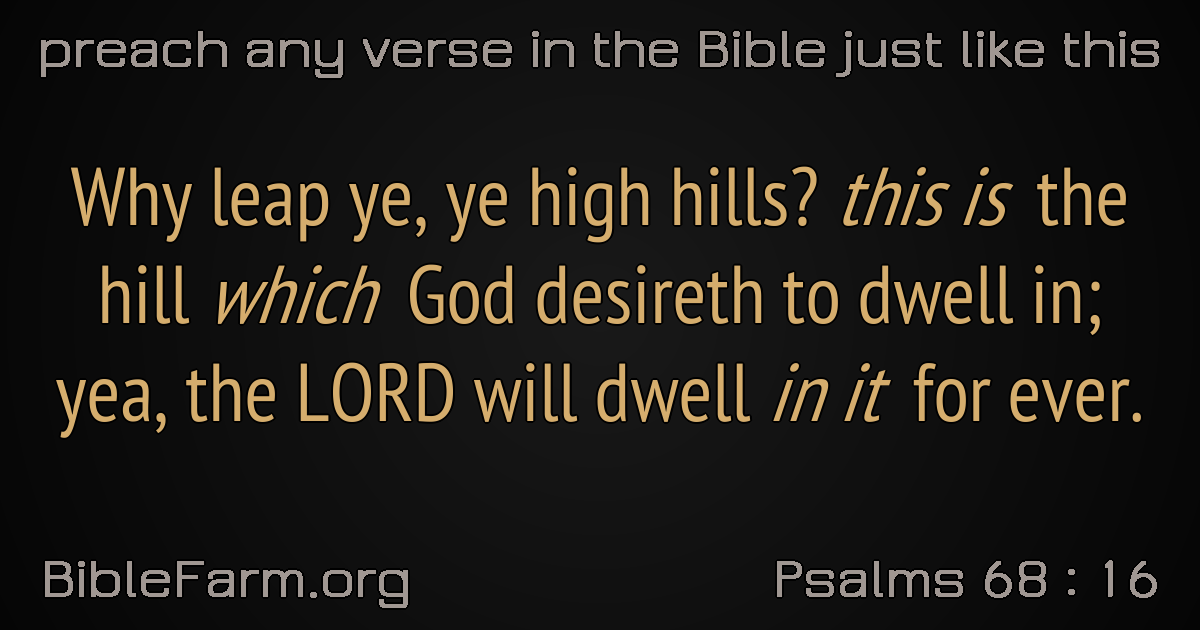 preach any verse in the Bible just like this
Why leap ye, ye high hills? this is the
hill which God desireth to dwell in;
yea, the LORD will dwell in it for ever.
BibleFarm.org
Psalms 68 : 16